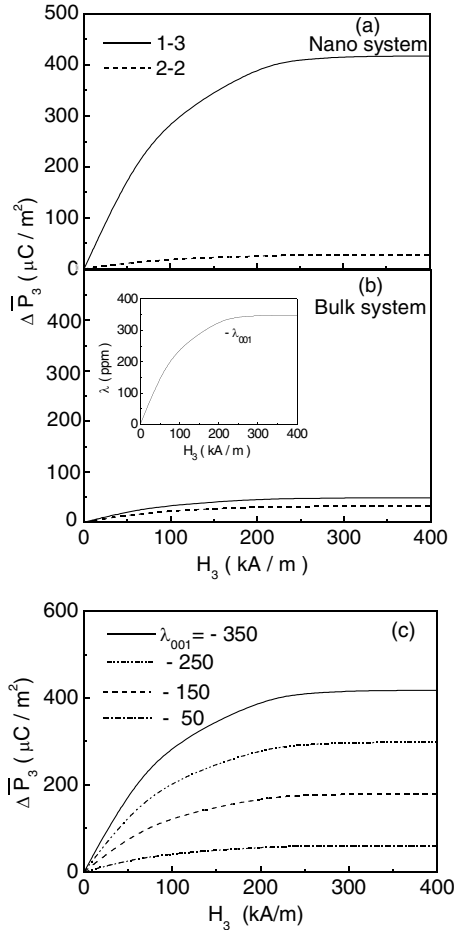 500
(a)
1-3
Nano system
2-2
400
300
200
100
0
Δ P̅₃ ( μC / m²)
(b)
Bulk system
400
300
200
100
0
400
300
200
100
0
λ (ppm)
- λ₀₀₁
0 100 200 300 400
H₃ ( kA / m )
0 100 200 300 400
H₃ ( kA / m )
600
(c)
λ₀₀₁= - 350
- 250
- 150
- 50
400
200
0
Δ P̅₃ ( μC / m²)
0 100 200 300 400
H₃ (kA/m)